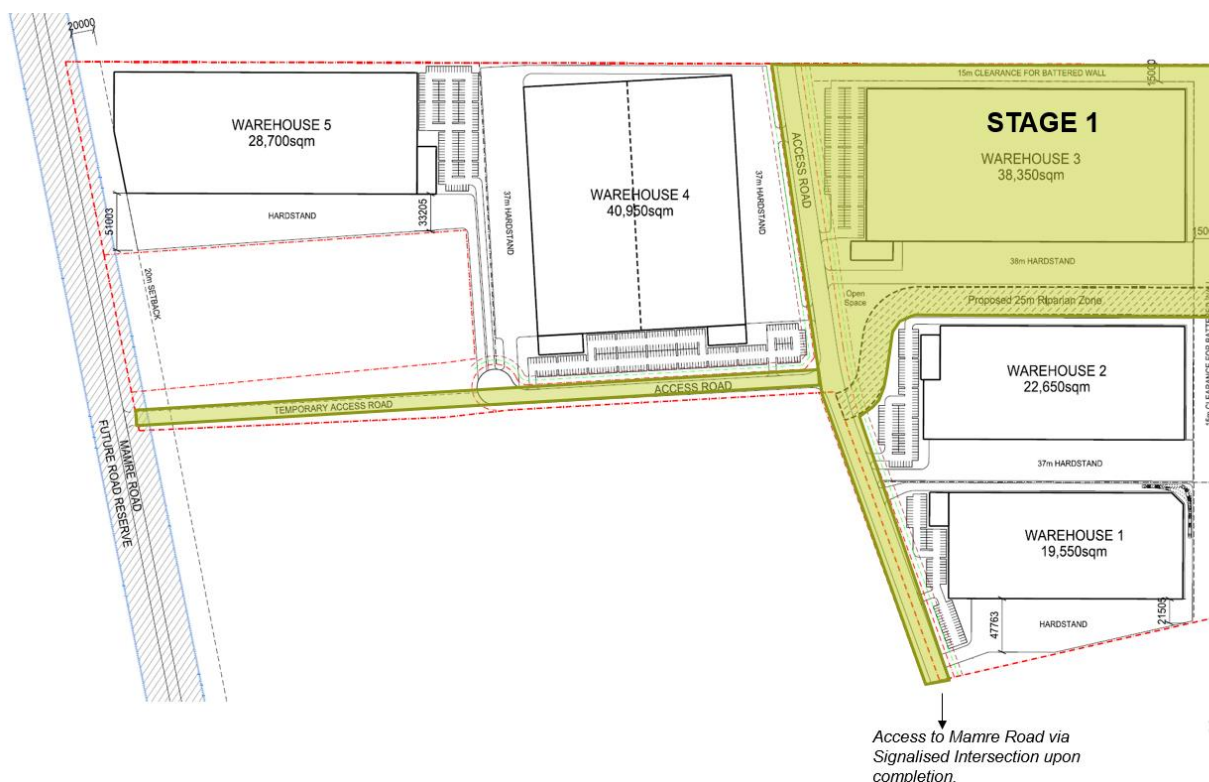 20000
WAREHOUSE 5
28,700sqm
HARDSTAND
51609
33205
20m SETBACK
37m HARDSTAND
WAREHOUSE 4
40,950sqm
37m HARDSTAND
ACCESS ROAD
15m CLEARANCE FOR BATTERED WALL
15000
STAGE 1
WAREHOUSE 3
38,350sqm
38m HARDSTAND
Open
Space
Proposed 25m Riparian Zone
WAREHOUSE 2
22,650sqm
37m HARDSTAND
ACCESS ROAD
TEMPORARY ACCESS ROAD
MAMRE ROAD
FUTURE ROAD RESERVE
WAREHOUSE 1
19,550sqm
HARDSTAND
47763
21505
Access to Mamre Road via
Signalised Intersection upon
completion.